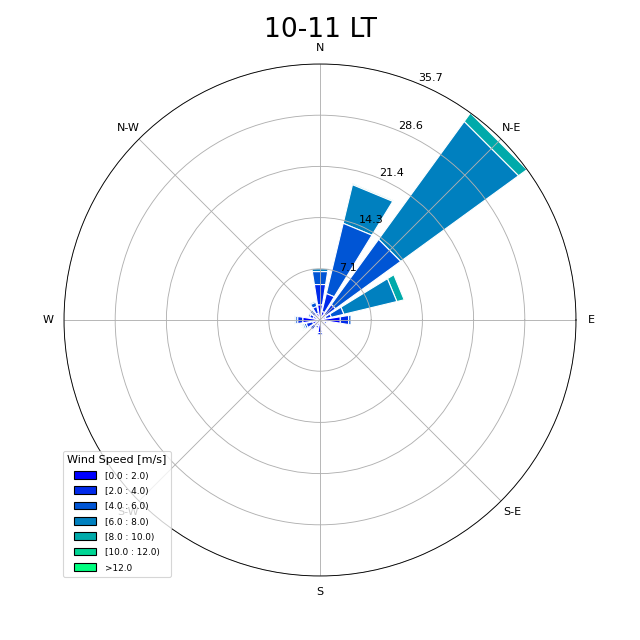 10-11 LT
N
35.7
N-W
28.6
N-E
21.4
14.3
7.1
W
E
Wind Speed [m/s]
[0.0 : 2.0)
[2.0 : 4.0)
[4.0 : 6.0)
S-W
S-E
[6.0 : 8.0)
[8.0 : 10.0)
[10.0 : 12.0)
>12.0
S